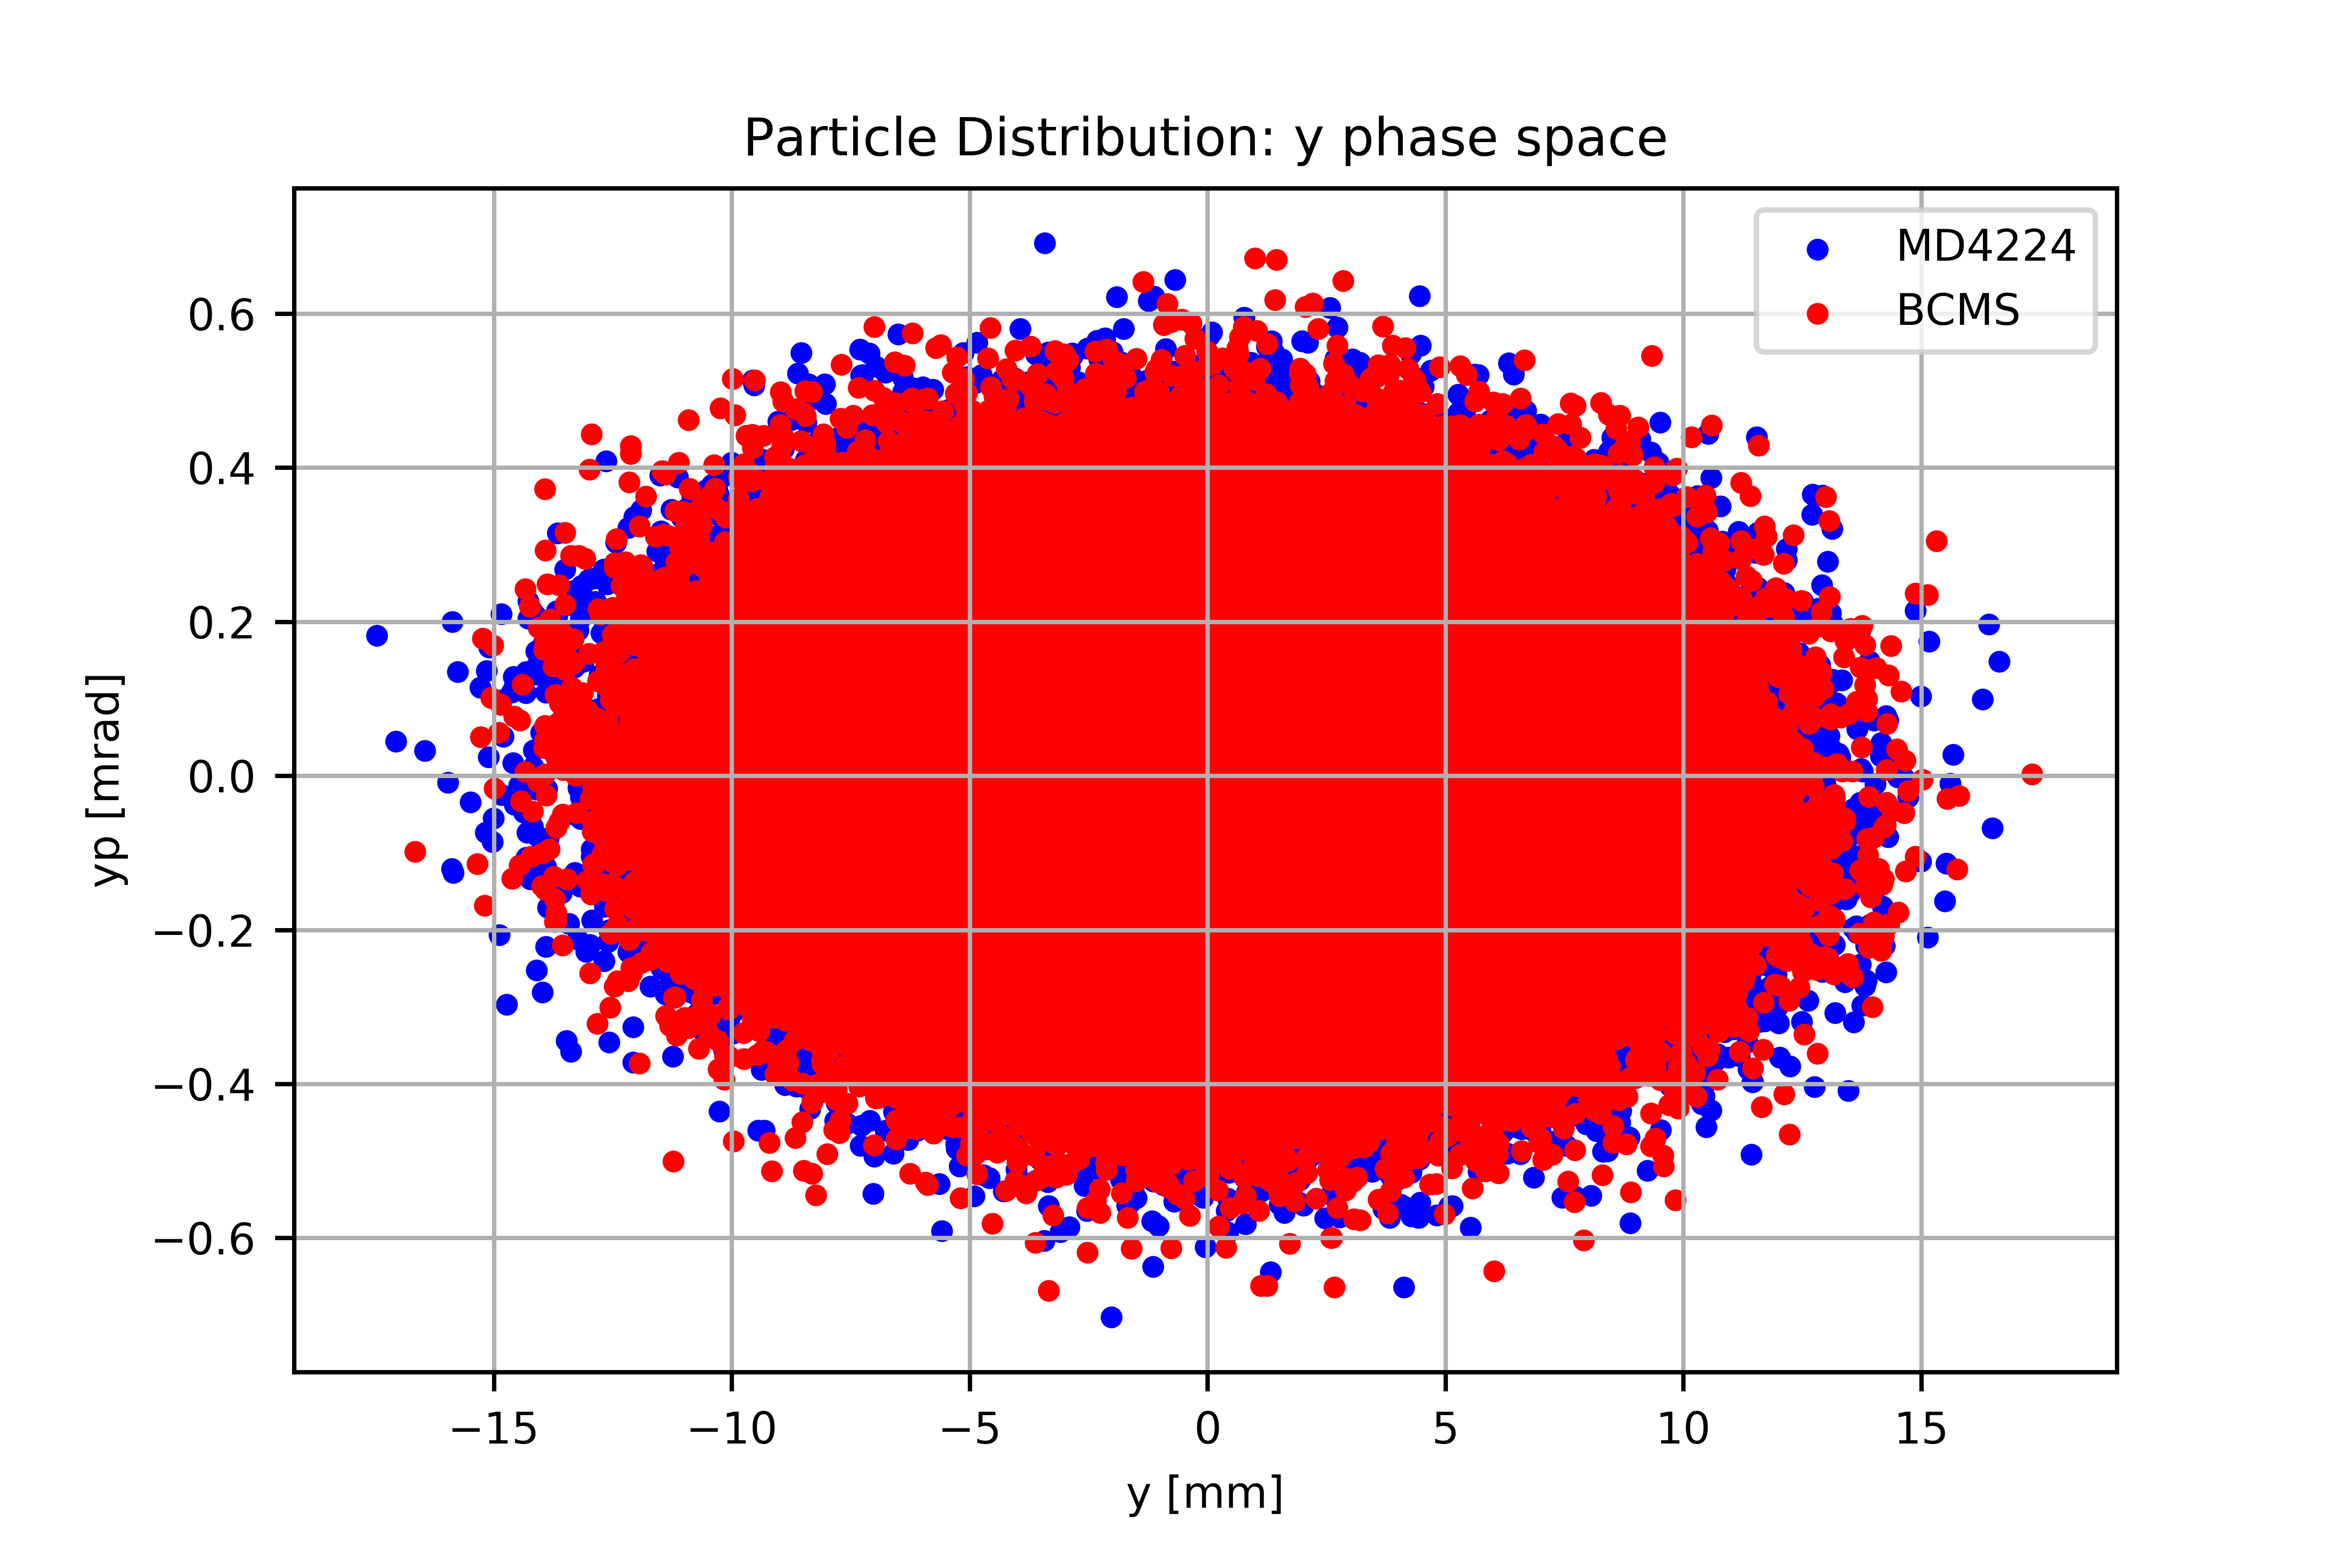 Particle Distribution: y phase space
MD4224
BCMS
0.6
0.4
0.2
0.0
−0.2
−0.4
−0.6
yp [mrad]
−15 −10 −5 0 5 10 15
y [mm]